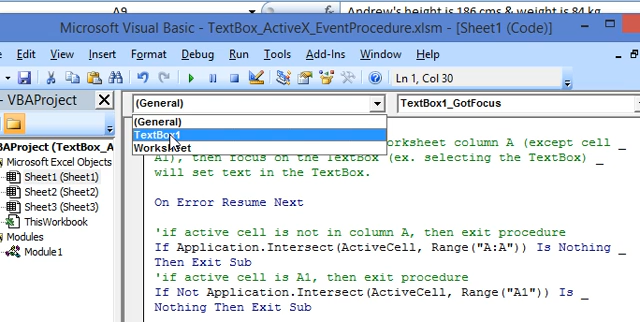 A9
Andrew's height is 186 cms & weight is 84 kg
Microsoft Visual Basic - TextBox_ActiveX_EventProcedure.xlsm - [Sheet1 (Code)]
Edit View Insert Format Debug Run Tools Add-Ins Window Help
Ln 1, Col 30
- VBAProject
(General)
TextBox1_GotFocus
(General)
TextBox1
Worksheet
worksheet column A (except cell _
A1), then focus on the TextBox (ex. selecting the TextBox) _
will set text in the TextBox.
On Error Resume Next
'if active cell is not in column A, then exit procedure
If Application.Intersect(ActiveCell, Range("A:A")) Is Nothing _
Then Exit Sub
'if active cell is A1, then exit procedure
If Not Application.Intersect(ActiveCell, Range("A1")) Is _
Nothing Then Exit Sub
BAProject (TextBox_A
Microsoft Excel Objects
Sheet1 (Sheet1)
Sheet2 (Sheet2)
Sheet3 (Sheet3)
ThisWorkbook
Modules
Module1